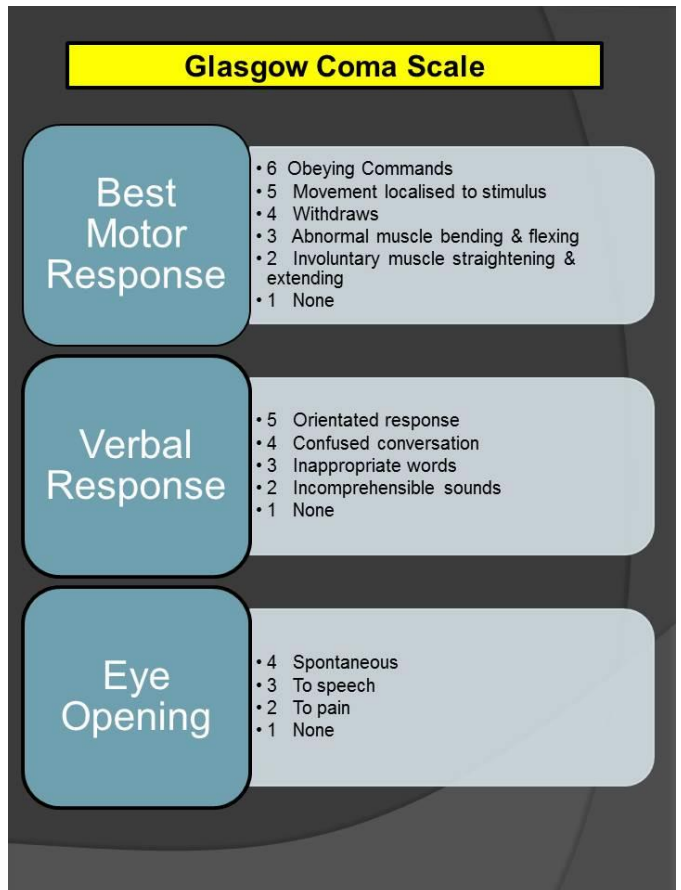 Glasgow Coma Scale
Best
Motor
Response
• 6 Obeying Commands
• 5 Movement localised to stimulus
• 4 Withdraws
• 3 Abnormal muscle bending & flexing
• 2 Involuntary muscle straightening &
extending
• 1 None
Verbal
Response
• 5 Orientated response
• 4 Confused conversation
• 3 Inappropriate words
• 2 Incomprehensible sounds
• 1 None
Eye
Opening
• 4 Spontaneous
• 3 To speech
• 2 To pain
• 1 None